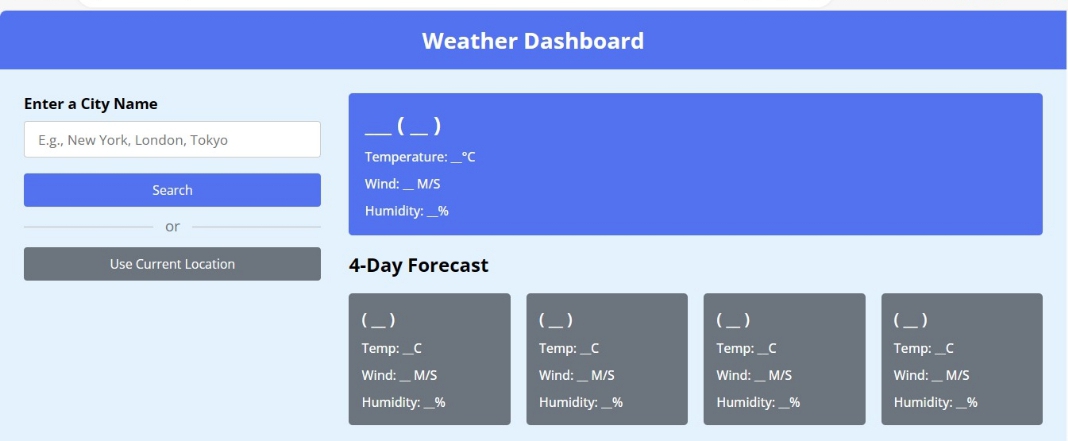 Weather Dashboard
Enter a City Name
E.g., New York, London, Tokyo
Search
or
Use Current Location
___ ( __ )
Temperature: __°C
Wind: __ M/S
Humidity: __%
4-Day Forecast
( __ )
Temp: __C
Wind: __ M/S
Humidity: __%
( __ )
Temp: __C
Wind: __ M/S
Humidity: __%
( __ )
Temp: __C
Wind: __ M/S
Humidity: __%
( __ )
Temp: __C
Wind: __ M/S
Humidity: __%